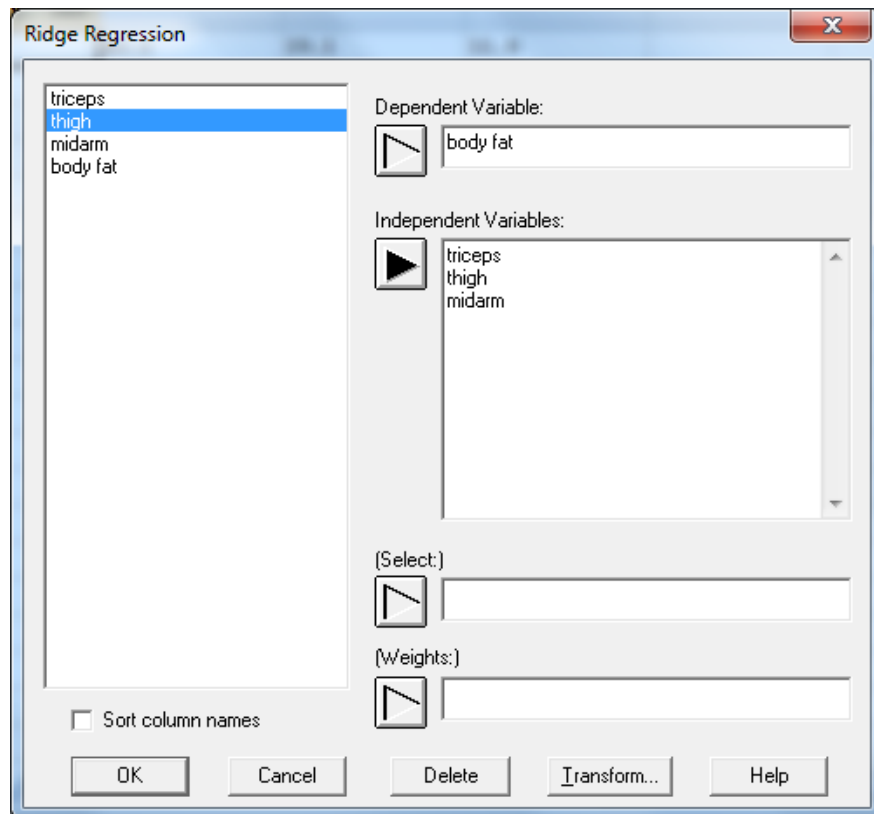 Ridge Regression
triceps
thigh
midarm
body fat
Dependent Variable:
body fat
Independent Variables:
triceps
thigh
midarm
(Select:)
(Weights:)
Sort column names
OK Cancel Delete Transform... Help